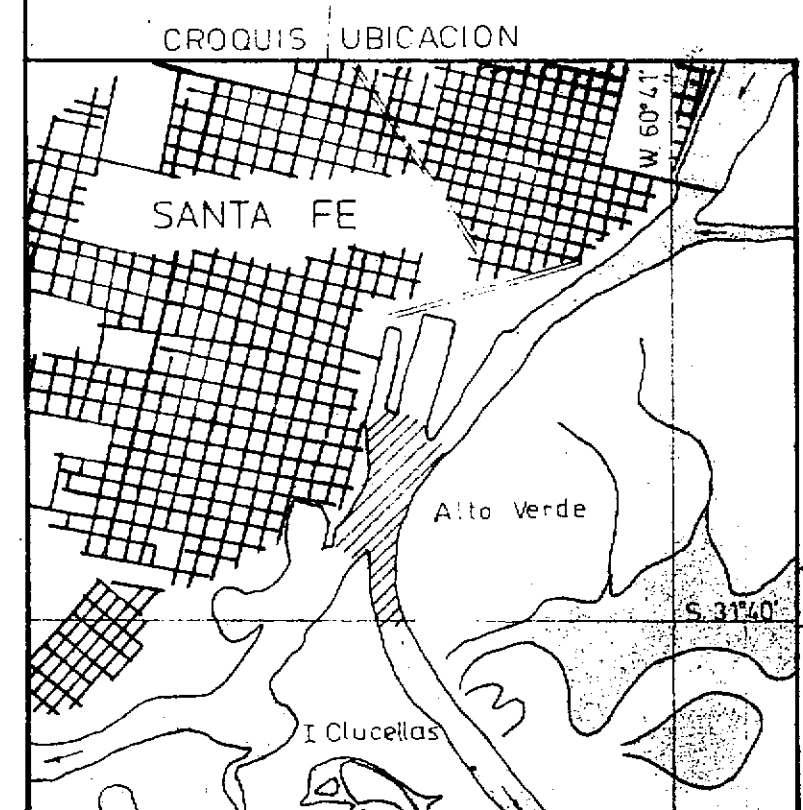 CROQUIS UBICACION
W 60°41'
SANTA FE
Alto Verde
S. 31°40'
I Clucellas